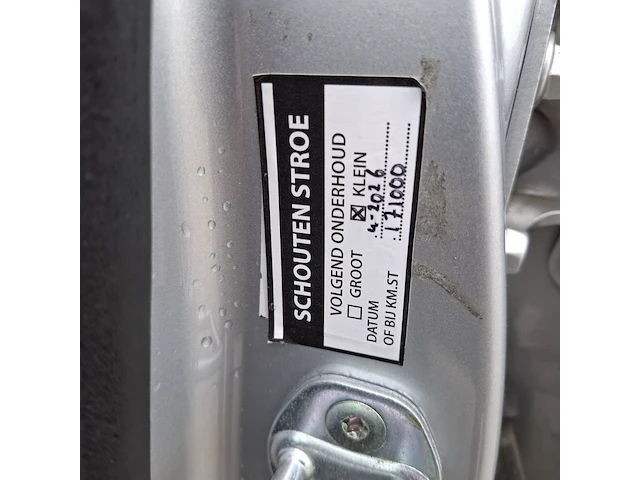 SCHOUTEN STROE
VOLGEND ONDERHOUD
☐ GROOT ☒ KLEIN
DATUM : 4-2026
OF BIJ KM.ST : 171000